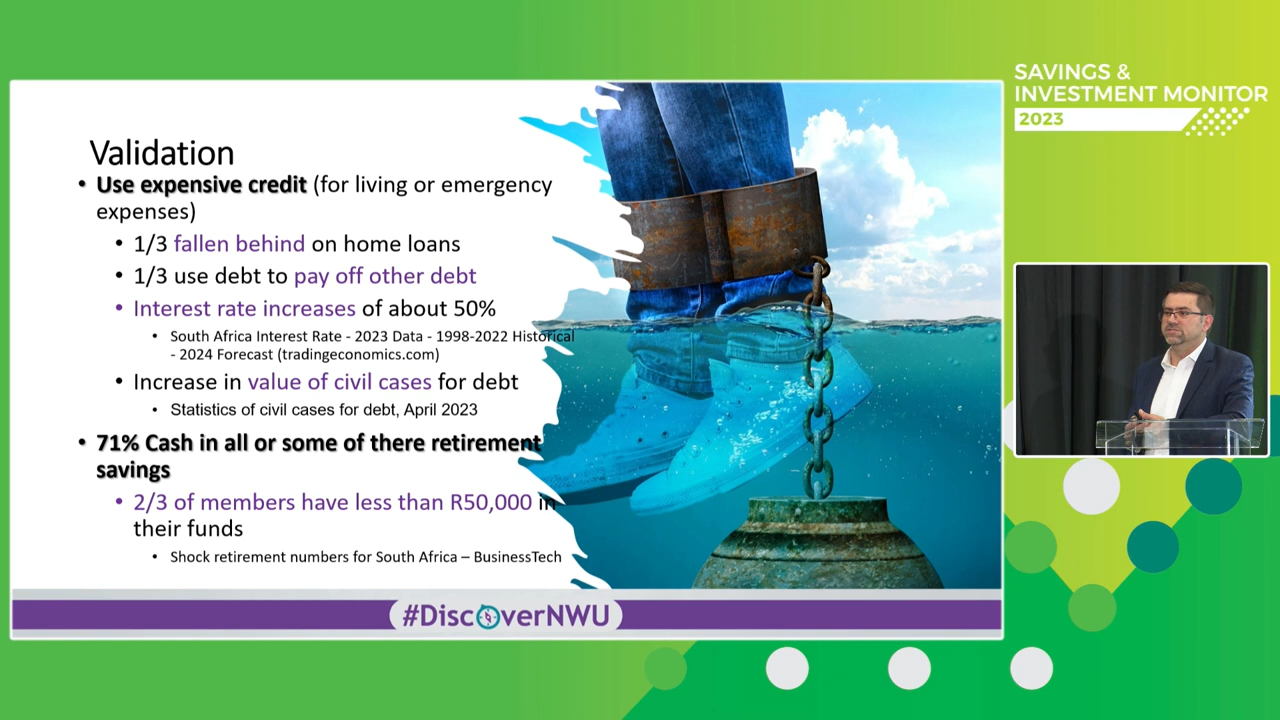 SAVINGS &
INVESTMENT MONITOR
2023
Validation
• Use expensive credit (for living or emergency
expenses)
• 1/3 fallen behind on home loans
• 1/3 use debt to pay off other debt
• Interest rate increases of about 50%
• South Africa Interest Rate - 2023 Data - 1998-2022 Historical
- 2024 Forecast (tradingeconomics.com)
• Increase in value of civil cases for debt
• Statistics of civil cases for debt, April 2023
• 71% Cash in all or some of there retirement
savings
• 2/3 of members have less than R50,000 in
their funds
• Shock retirement numbers for South Africa – BusinessTech
#DiscoverNWU